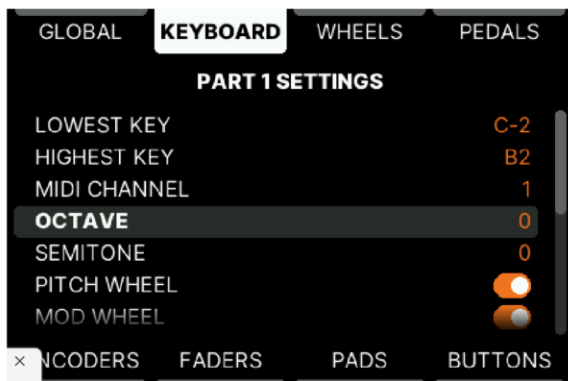 GLOBAL KEYBOARD WHEELS PEDALS
PART 1 SETTINGS
LOWEST KEY C-2
HIGHEST KEY B2
MIDI CHANNEL 1
OCTAVE 0
SEMITONE 0
PITCH WHEEL
MOD WHEEL
× NCODERS FADERS PADS BUTTONS